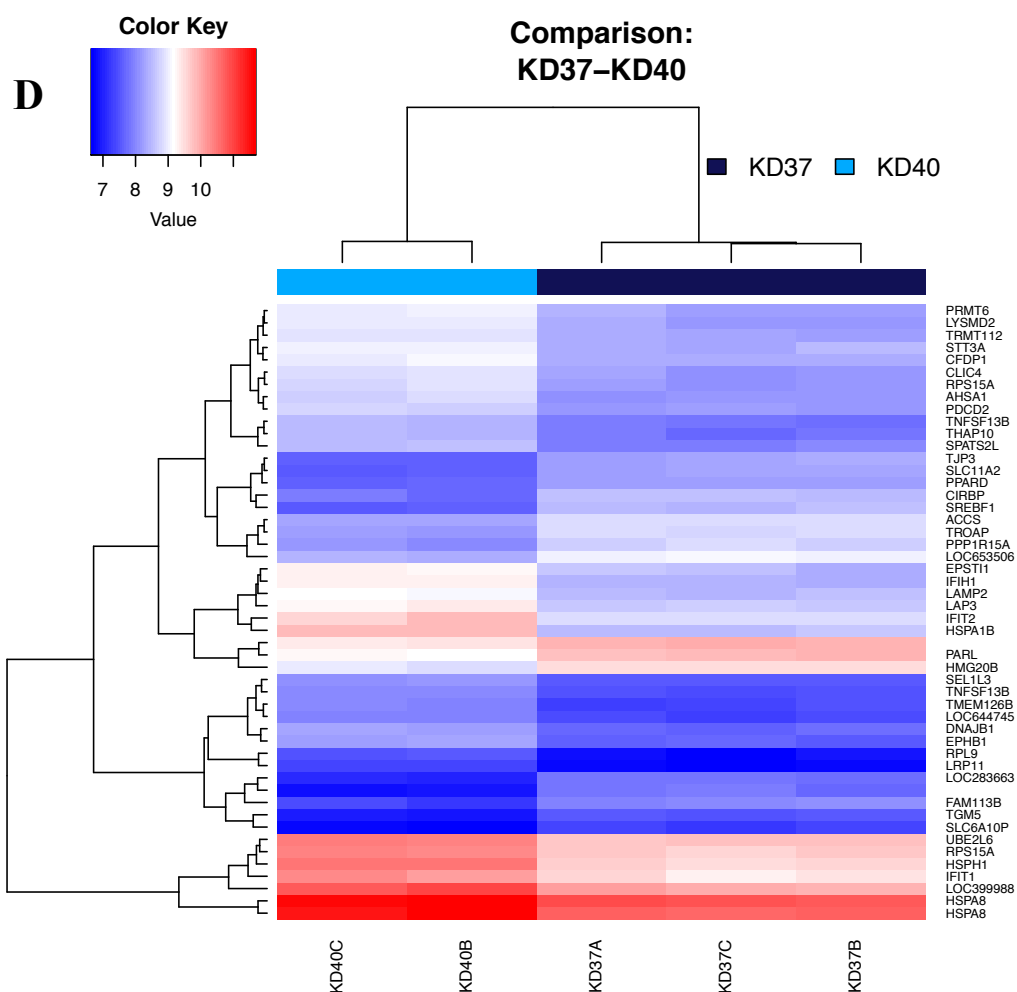 Color Key
Comparison:
KD37–KD40
D
KD37 KD40
7 8 9 10
Value
PRMT6
LYSMD2
TRMT112
STT3A
CFDP1
CLIC4
RPS15A
AHSA1
PDCD2
TNFSF13B
THAP10
SPATS2L
TJP3
SLC11A2
PPARD
CIRBP
SREBF1
ACCS
TROAP
PPP1R15A
LOC653506
EPSTI1
IFIH1
LAMP2
LAP3
IFIT2
HSPA1B
PARL
HMG20B
SEL1L3
TNFSF13B
TMEM126B
LOC644745
DNAJB1
EPHB1
RPL9
LRP11
LOC283663
FAM113B
TGM5
SLC6A10P
UBE2L6
RPS15A
HSPH1
IFIT1
LOC399988
HSPA8
HSPA8
KD40C
KD40B
KD37A
KD37C
KD37B